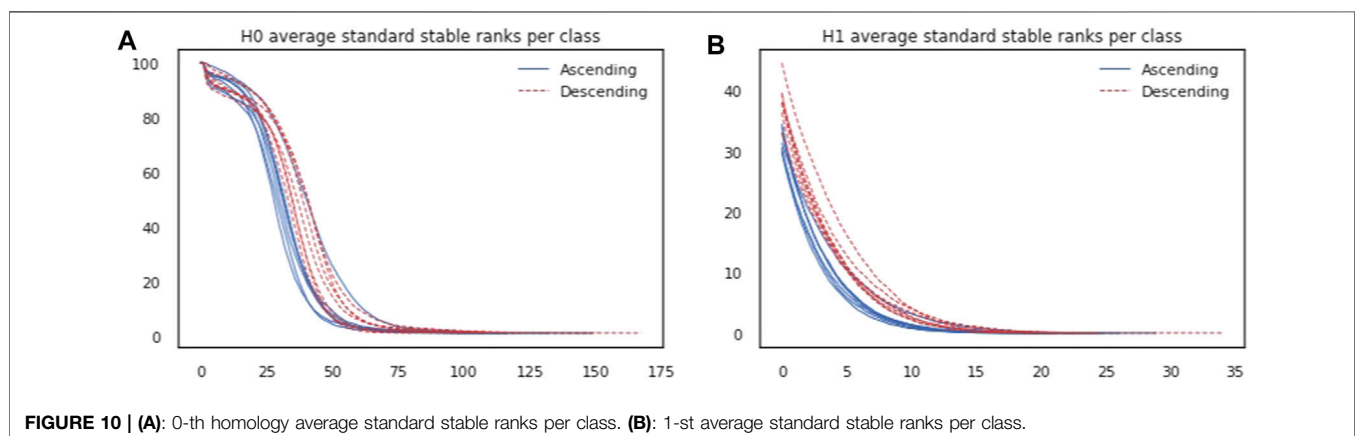 A
H0 average standard stable ranks per class
Ascending
Descending
100
80
60
40
20
0
0 25 50 75 100 125 150 175
B
H1 average standard stable ranks per class
Ascending
Descending
40
30
20
10
0
0 5 10 15 20 25 30 35
FIGURE 10 | (A): 0-th homology average standard stable ranks per class. (B): 1-st average standard stable ranks per class.